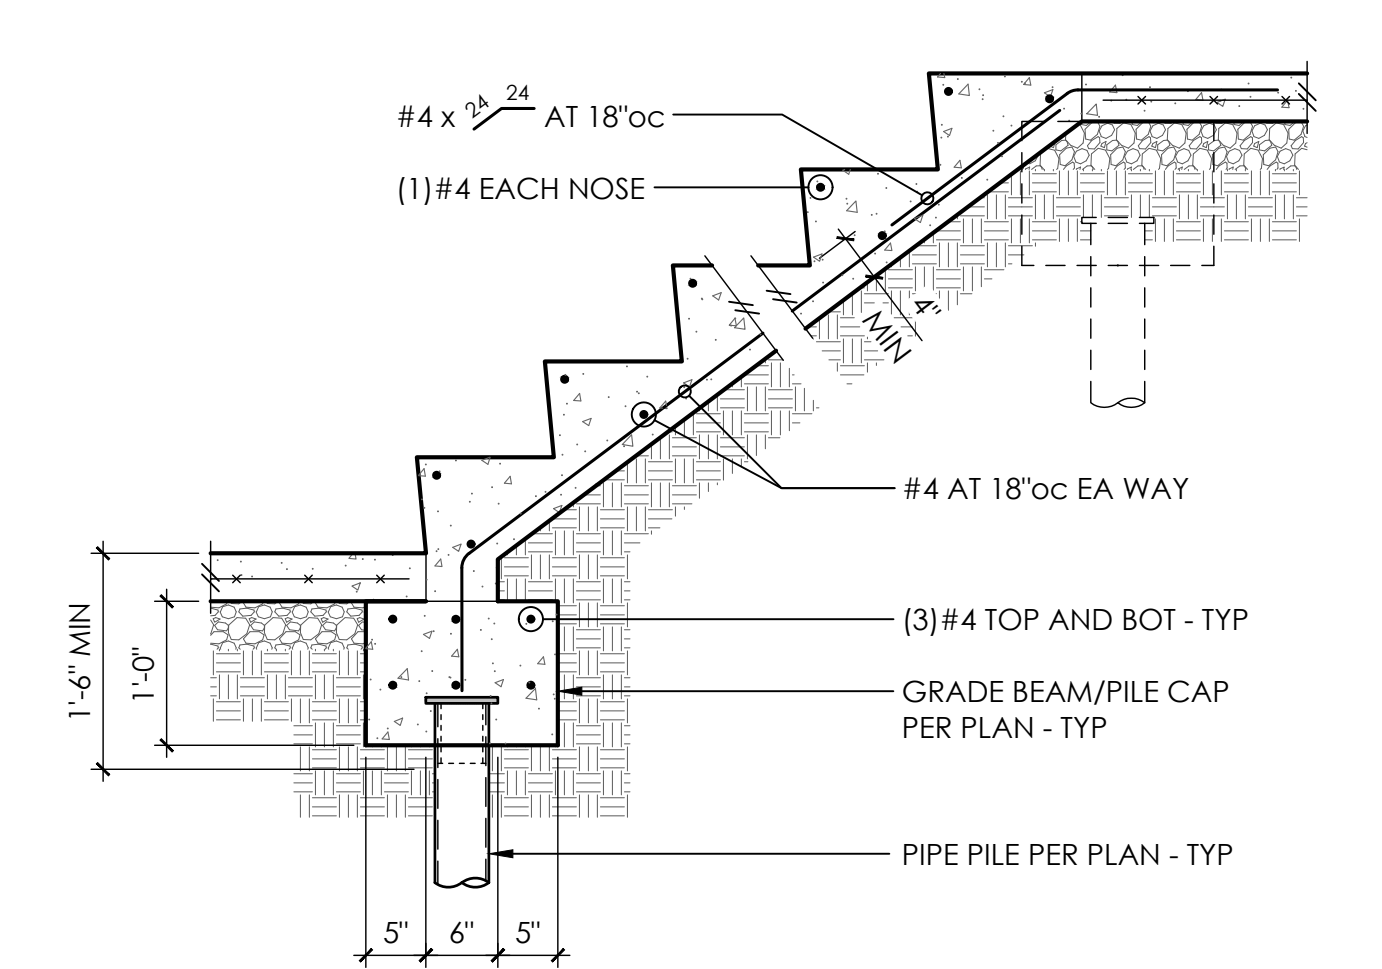 #4 x 24 24 AT 18"oc
(1)#4 EACH NOSE
4"
MIN
#4 AT 18"oc EA WAY
(3)#4 TOP AND BOT - TYP
1'-6" MIN
1'-0"
GRADE BEAM/PILE CAP
PER PLAN - TYP
PIPE PILE PER PLAN - TYP
5" 6" 5"